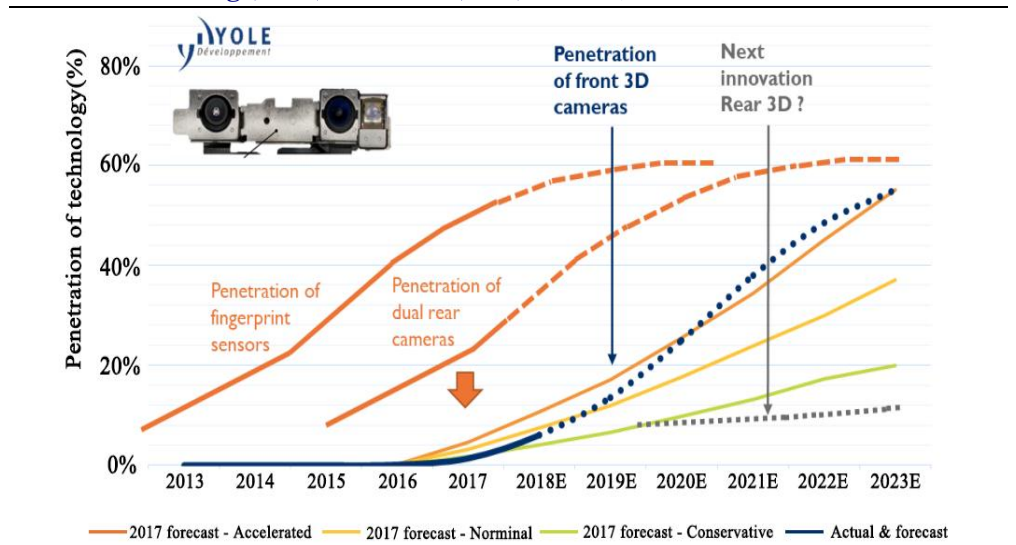 YOLE
Développement
Penetration of technology(%)
80%
60%
40%
20%
0%
Penetration of
fingerprint
sensors
Penetration of
dual rear
cameras
Penetration
of front 3D
cameras
Next
innovation
Rear 3D ?
2013 2014 2015 2016 2017 2018E 2019E 2020E 2021E 2022E 2023E
2017 forecast - Accelerated 2017 forecast - Norminal 2017 forecast - Conservative Actual & forecast